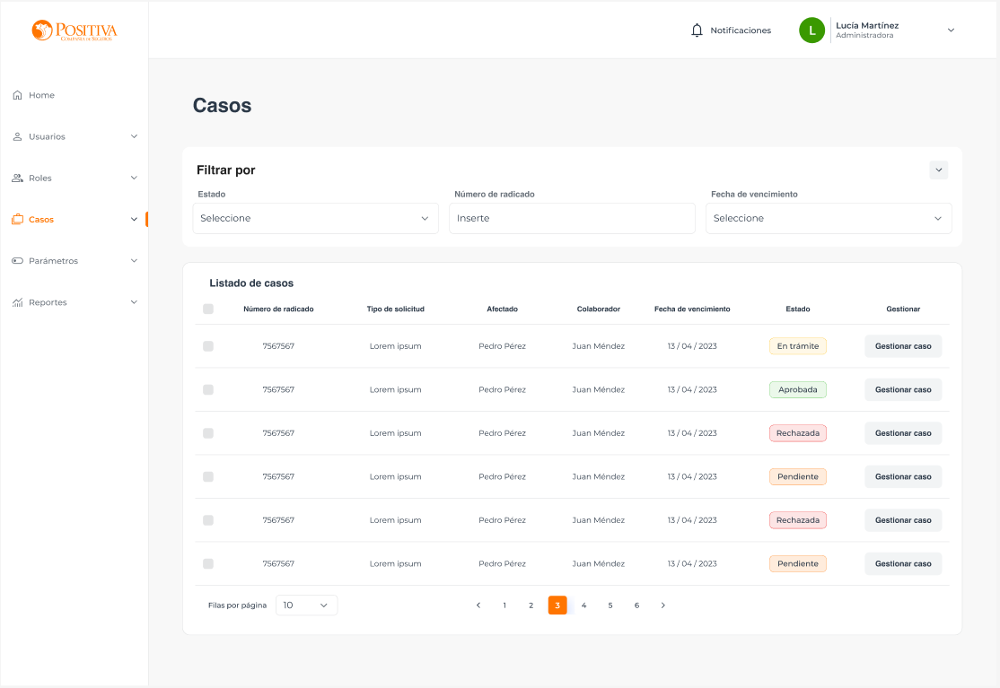 POSITIVA
COMPAÑIA DE SEGUROS
Notificaciones
L
Lucía Martínez
Administradora
Home
Usuarios
Roles
Casos
Parámetros
Reportes
Casos
Filtrar por
Estado Número de radicado Fecha de vencimiento
Seleccione Inserte Seleccione
Listado de casos
Número de radicado Tipo de solicitud Afectado Colaborador Fecha de vencimiento Estado Gestionar
7567567 Lorem ipsum Pedro Pérez Juan Méndez 13 / 04 / 2023 En trámite Gestionar caso
7567567 Lorem ipsum Pedro Pérez Juan Méndez 13 / 04 / 2023 Aprobada Gestionar caso
7567567 Lorem ipsum Pedro Pérez Juan Méndez 13 / 04 / 2023 Rechazada Gestionar caso
7567567 Lorem ipsum Pedro Pérez Juan Méndez 13 / 04 / 2023 Pendiente Gestionar caso
7567567 Lorem ipsum Pedro Pérez Juan Méndez 13 / 04 / 2023 Rechazada Gestionar caso
7567567 Lorem ipsum Pedro Pérez Juan Méndez 13 / 04 / 2023 Pendiente Gestionar caso
Filas por página 10 1 2 3 4 5 6